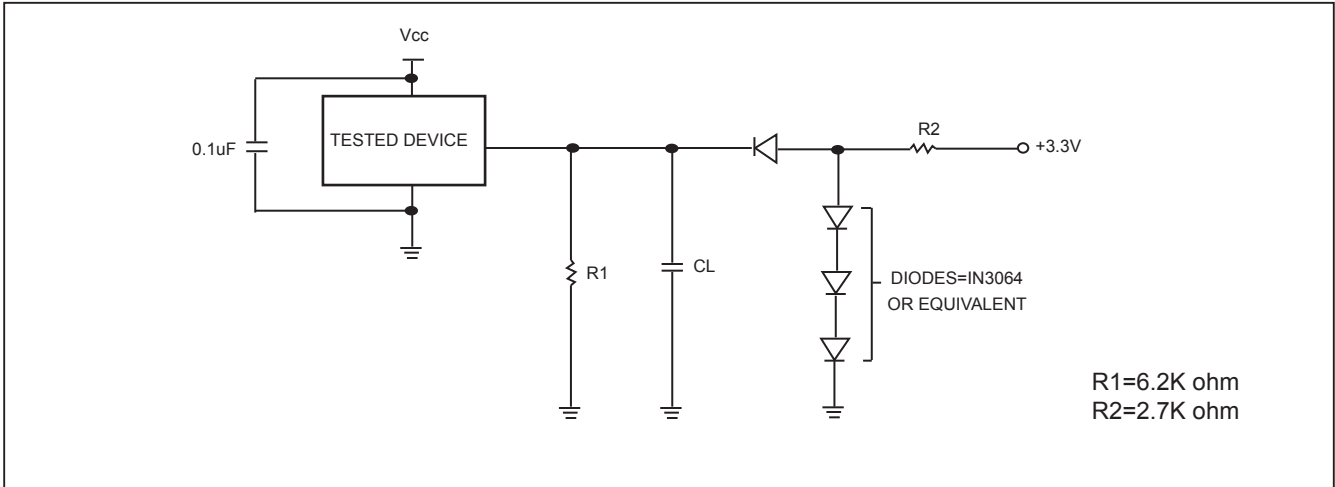 Vcc
0.1uF
TESTED DEVICE
R2
+3.3V
R1
CL
DIODES=IN3064
OR EQUIVALENT
R1=6.2K ohm
R2=2.7K ohm